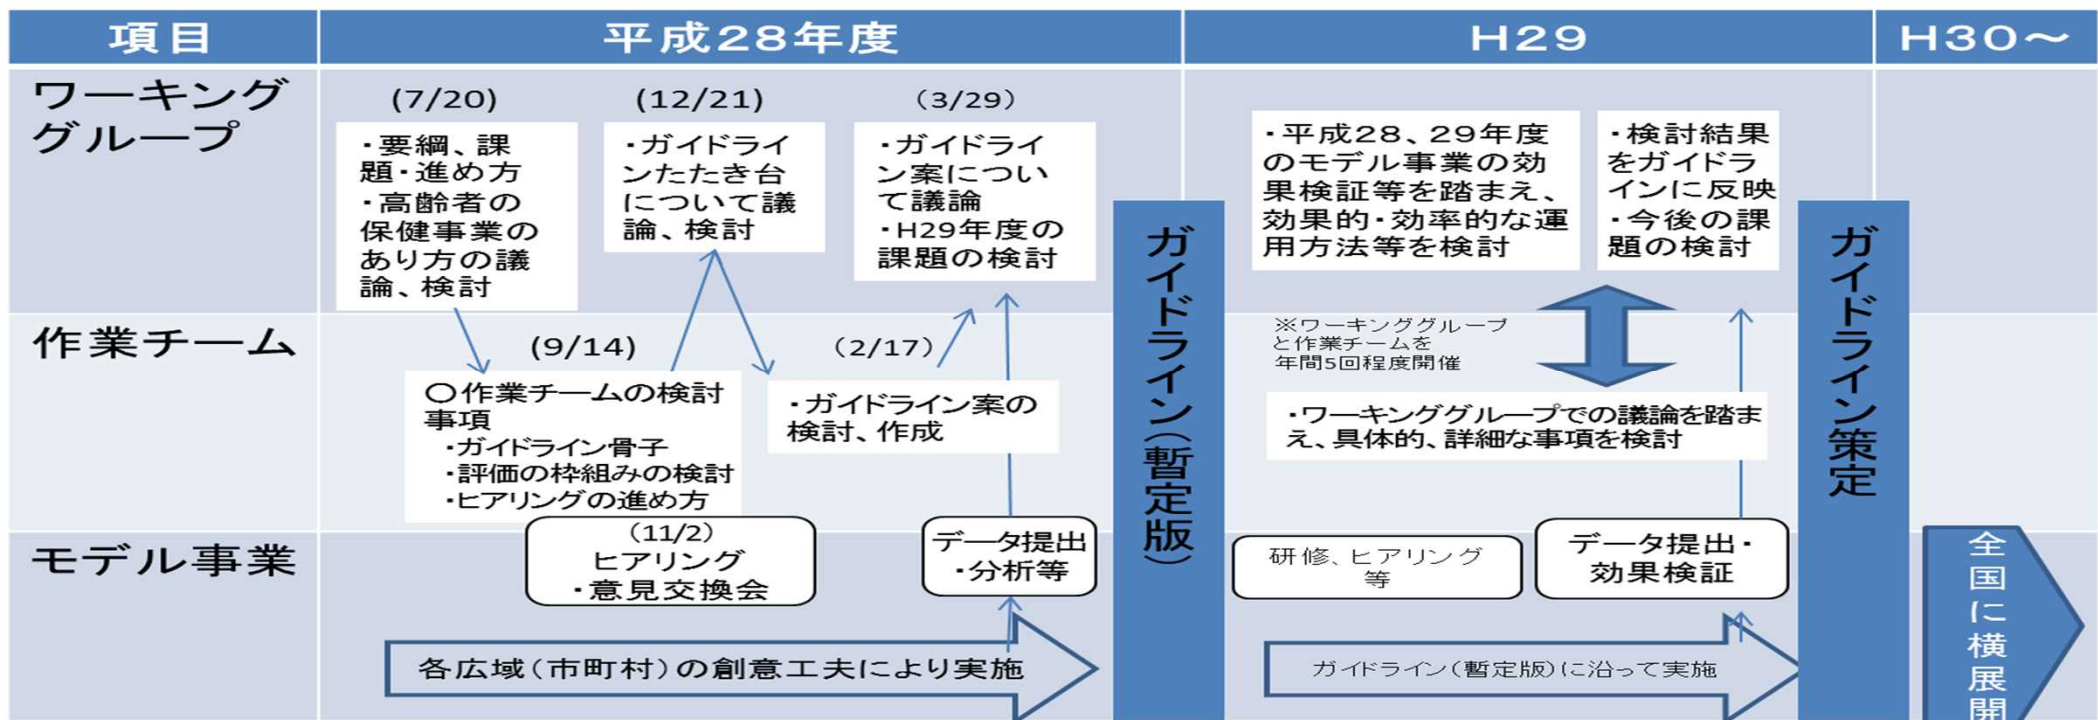 項目
平成28年度
H29
H30～
ワーキング
グループ
(7/20)
・要綱、課
題・進め方
・高齢者の
保健事業の
あり方の議
論、検討
(12/21)
・ガイドライ
ンたたき台
について議
論、検討
(3/29)
・ガイドライ
ン案につい
て議論
・H29年度の
課題の検討
・平成28、29年度
のモデル事業の効
果検証等を踏まえ、
効果的・効率的な運
用方法等を検討
・検討結果
をガイドラ
インに反映
・今後の課
題の検討
作業チーム
(9/14)
〇作業チームの検討
事項
・ガイドライン骨子
・評価の枠組みの検討
・ヒアリングの進め方
(2/17)
・ガイドライン案の
検討、作成
ガイドライン(暫定版)
※ワーキンググループ
と作業チームを
年間5回程度開催
・ワーキンググループでの議論を踏ま
え、具体的、詳細な事項を検討
ガイドライン策定
モデル事業
(11/2)
ヒアリング
・意見交換会
データ提出
・分析等
研修、ヒアリング
等
データ提出・
効果検証
各広域(市町村)の創意工夫により実施
ガイドライン(暫定版)に沿って実施
全国に横展開